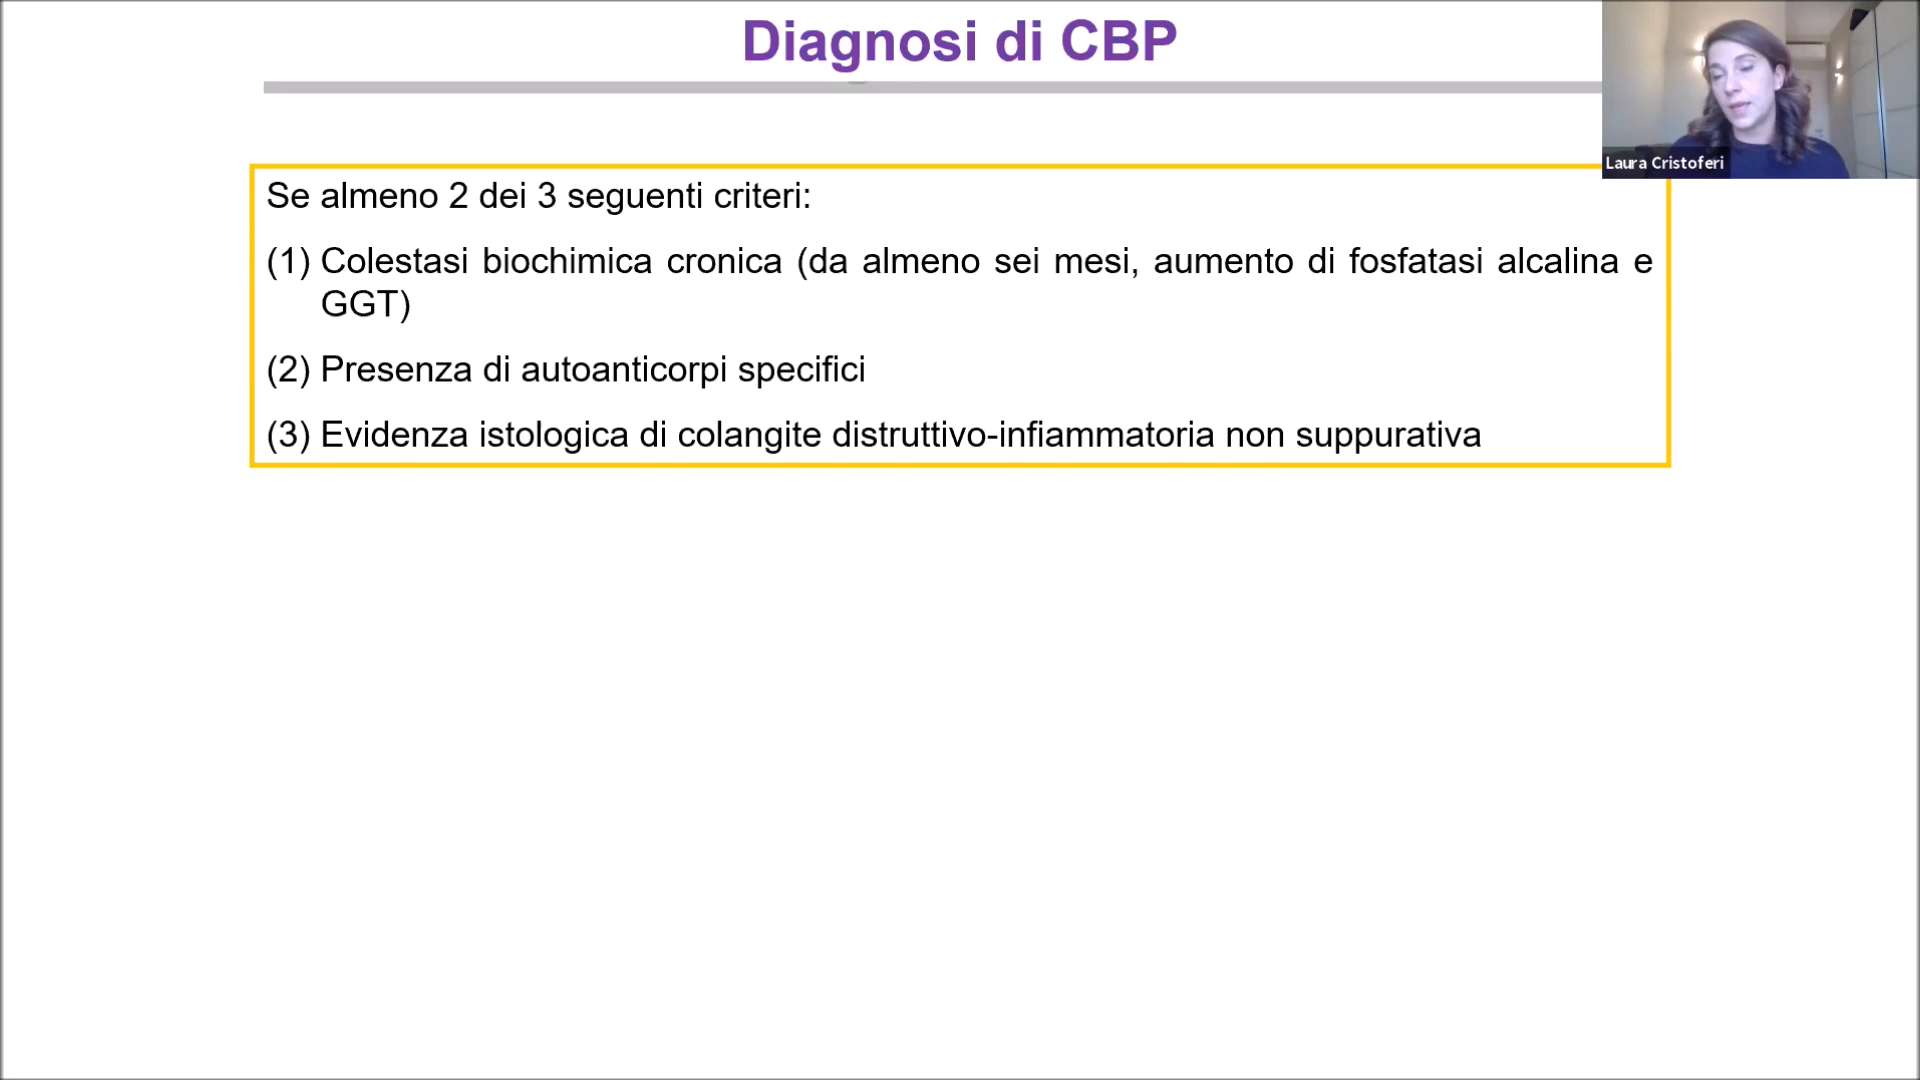 Diagnosi di CBP
Laura Cristoferi
Se almeno 2 dei 3 seguenti criteri:
(1) Colestasi biochimica cronica (da almeno sei mesi, aumento di fosfatasi alcalina e
GGT)
(2) Presenza di autoanticorpi specifici
(3) Evidenza istologica di colangite distruttivo-infiammatoria non suppurativa